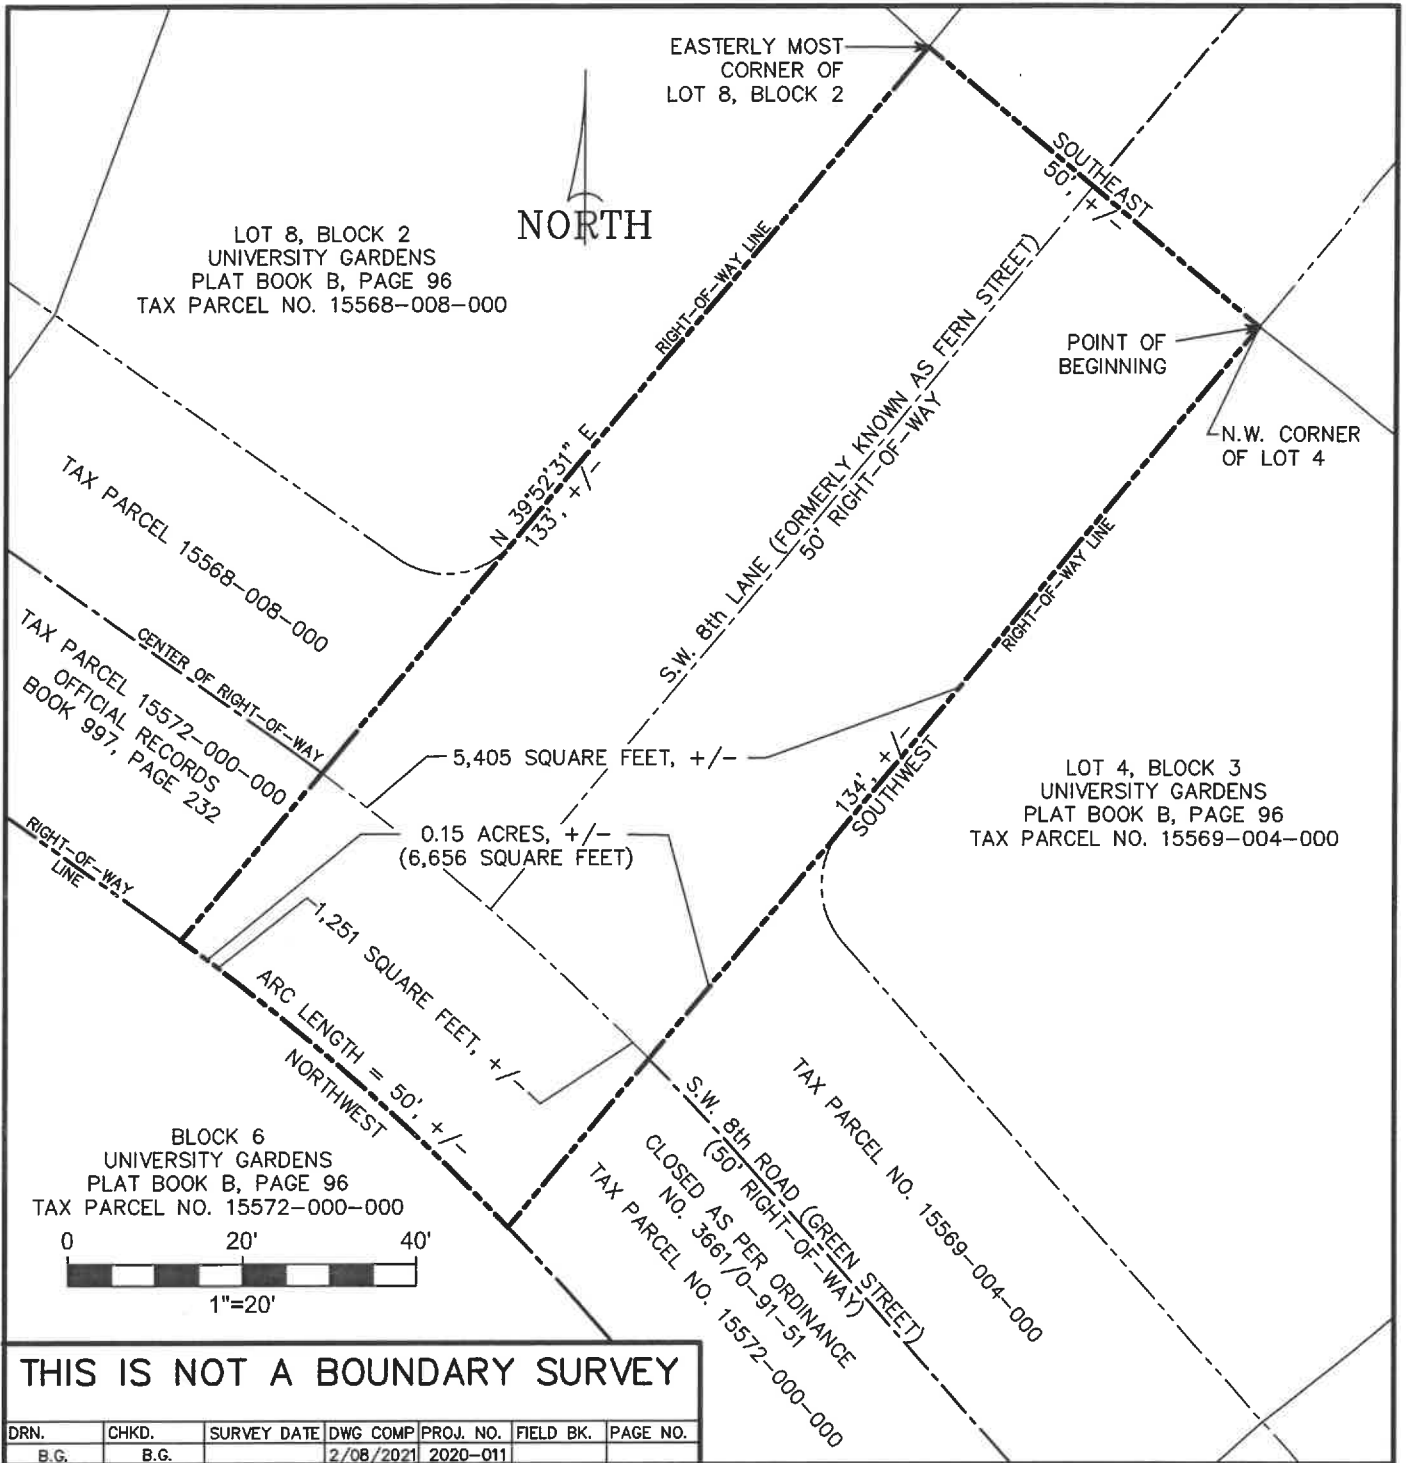 EASTERLY MOST
CORNER OF
LOT 8, BLOCK 2
NORTH
SOUTHEAST
50', +/-
LOT 8, BLOCK 2
UNIVERSITY GARDENS
PLAT BOOK B, PAGE 96
TAX PARCEL NO. 15568-008-000
RIGHT-OF-WAY LINE
N 39°52'31" E
133', +/-
S.W. 8th LANE (FORMERLY KNOWN AS FERN STREET)
50' RIGHT-OF-WAY
POINT OF
BEGINNING
N.W. CORNER
OF LOT 4
RIGHT-OF-WAY LINE
TAX PARCEL 15568-008-000
CENTER OF RIGHT-OF-WAY
TAX PARCEL 15572-000-000
OFFICIAL RECORDS
BOOK 997, PAGE 232
RIGHT-OF-WAY
LINE
5,405 SQUARE FEET, +/-
134', +/-
SOUTHWEST
LOT 4, BLOCK 3
UNIVERSITY GARDENS
PLAT BOOK B, PAGE 96
TAX PARCEL NO. 15569-004-000
0.15 ACRES, +/-
(6,656 SQUARE FEET)
1,251 SQUARE FEET, +/-
ARC LENGTH = 50', +/-
NORTHWEST
TAX PARCEL NO. 15569-004-000
S.W. 8th ROAD (GREEN STREET)
(50' RIGHT-OF-WAY)
CLOSED AS PER ORDINANCE
NO. 3661/0-91-51
TAX PARCEL NO. 15572-000-000
BLOCK 6
UNIVERSITY GARDENS
PLAT BOOK B, PAGE 96
TAX PARCEL NO. 15572-000-000
0 20' 40'
1"=20'
THIS IS NOT A BOUNDARY SURVEY
DRN. CHKD. SURVEY DATE DWG COMP PROJ. NO. FIELD BK. PAGE NO.
B.G. B.G. 2/08/2021 2020-011